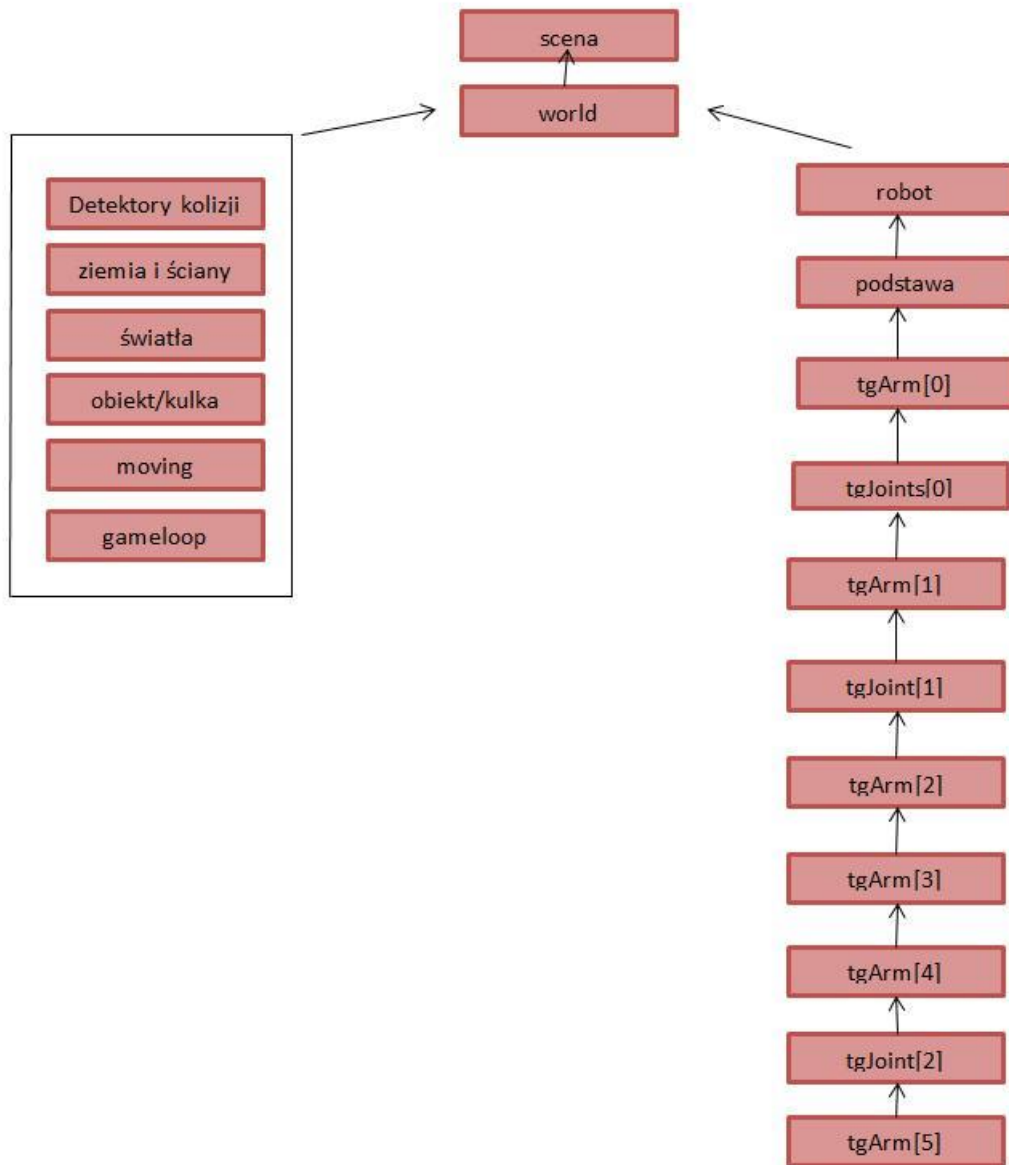 scena
world
Detektory kolizji
ziemia i ściany
światła
obiekt/kulka
moving
gameloop
robot
podstawa
tgArm[0]
tgJoints[0]
tgArm[1]
tgJoint[1]
tgArm[2]
tgArm[3]
tgArm[4]
tgJoint[2]
tgArm[5]